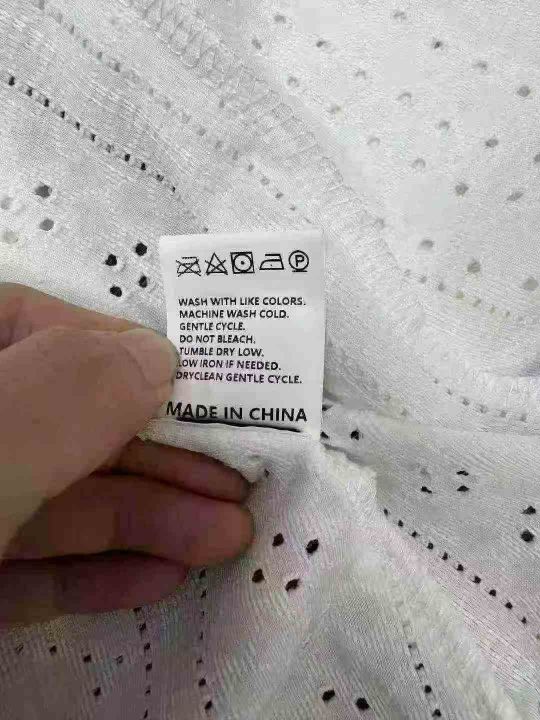 P
WASH WITH LIKE COLORS.
MACHINE WASH COLD.
GENTLE CYCLE.
DO NOT BLEACH.
TUMBLE DRY LOW.
LOW IRON IF NEEDED.
DRYCLEAN GENTLE CYCLE.
MADE IN CHINA